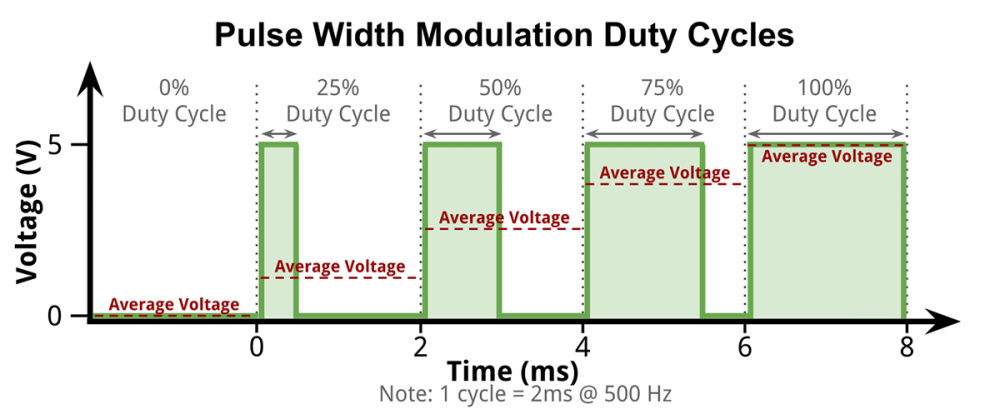 Pulse Width Modulation Duty Cycles
0%
Duty Cycle
25%
Duty Cycle
50%
Duty Cycle
75%
Duty Cycle
100%
Duty Cycle
Voltage (V)
5
0
Average Voltage
Average Voltage
Average Voltage
Average Voltage
Average Voltage
0
2
4
6
8
Time (ms)
Note: 1 cycle = 2ms @ 500 Hz